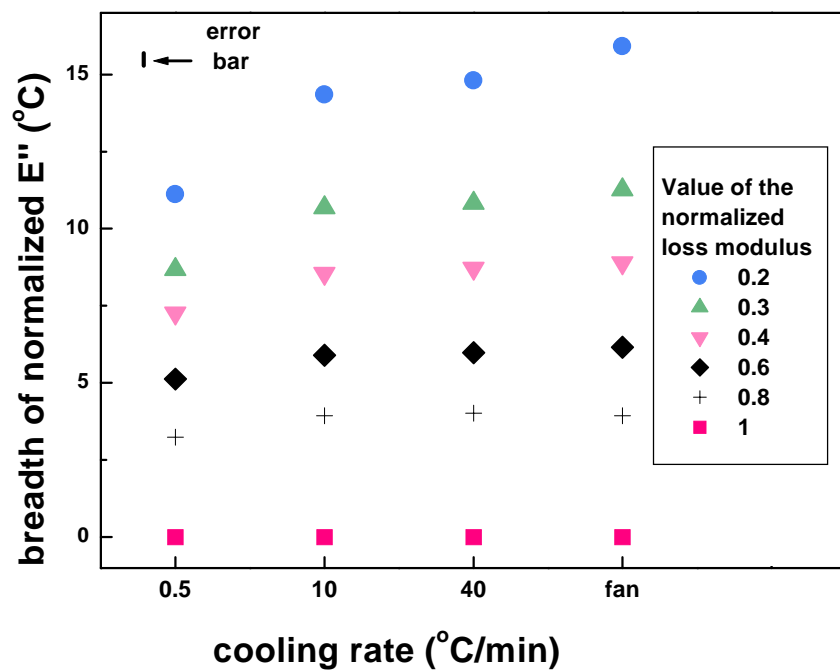 error
bar
15
10
5
0
breadth of normalized E'' (°C)
0.5 10 40 fan
cooling rate (°C/min)
Value of the
normalized
loss modulus
0.2
0.3
0.4
0.6
0.8
1